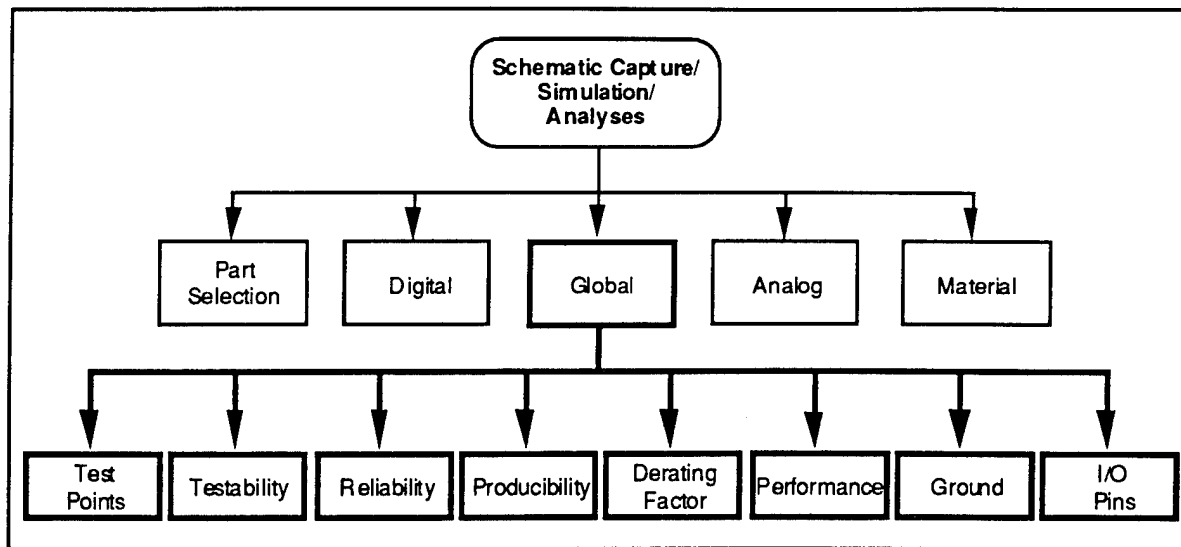 Schematic Capture/
Simulation/
Analyses
Part
Selection
Digital
Global
Analog
Material
Test
Points
Testability
Reliability
Producibility
Derating
Factor
Performance
Ground
I/O
Pins